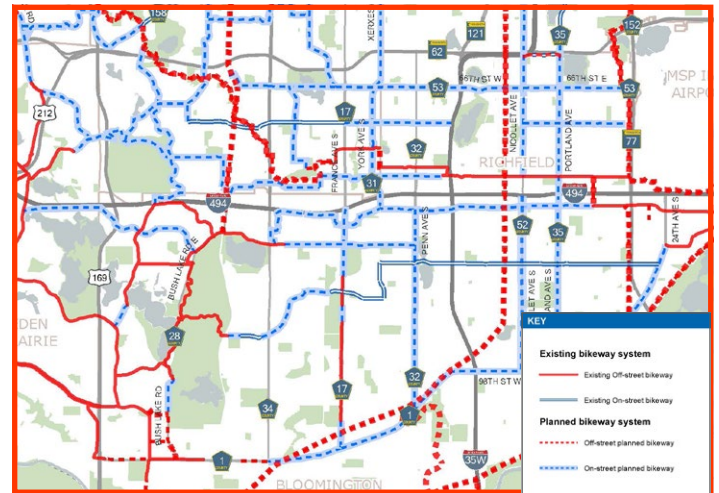 158
RD
XERXES
62
121
35
152
MSP I
AIRPO
66TH ST W
66TH ST E
53
53
212
17
NICOLLET AVE
PORTLAND AVE
77
FRANCE AVE S
YORK AVE S
32
RICHFIELD
31
494
494
24TH AVE S
BUSH LAKE RD E
PENN AVE S
52
35
169
LLET AVE S
AND AVE S
DEN
AIRIE
28
KEY
Existing bikeway system
Existing Off-street bikeway
Existing On-street bikeway
98TH ST W
BUSH LAKE RD
34
17
32
1
Planned bikeway system
Off-street planned bikeway
1
35W
On-street planned bikeway
BLOOMINGTON